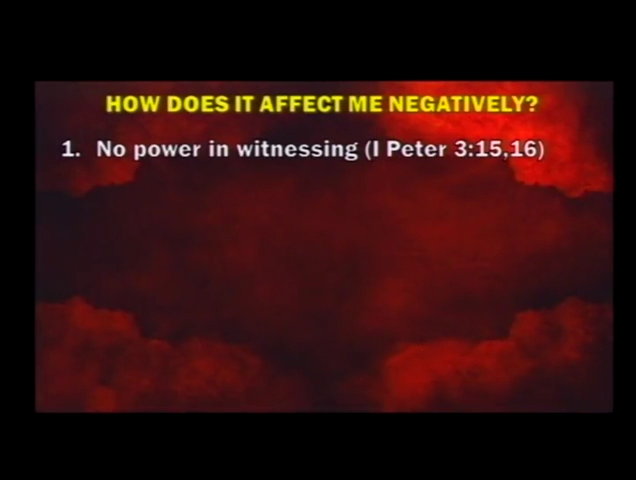 HOW DOES IT AFFECT ME NEGATIVELY?
1. No power in witnessing (I Peter 3:15,16)